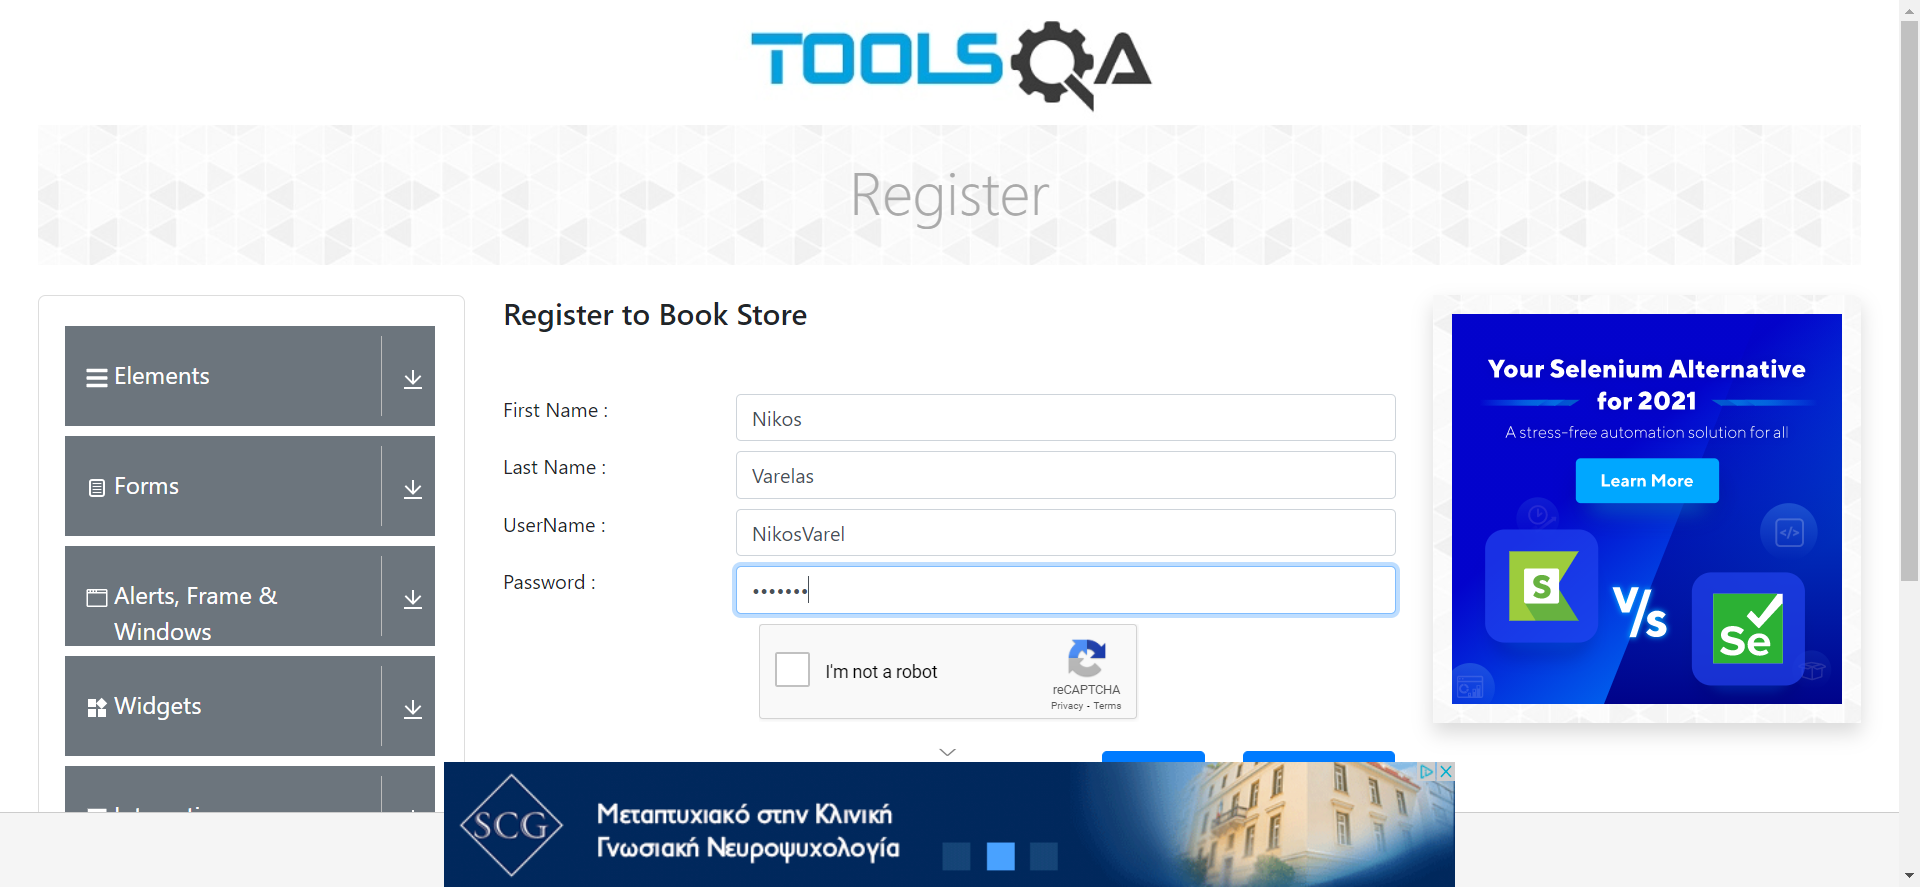 TOOLSQA
Register
Elements
Forms
Alerts, Frame &
Windows
Widgets
Register to Book Store
First Name :
Nikos
Last Name :
Varelas
UserName :
NikosVarel
Password :
•••••••
I'm not a robot
reCAPTCHA
Privacy - Terms
Your Selenium Alternative
for 2021
A stress-free automation solution for all
Learn More
S
V/S
Se
SCG
Μεταπτυχιακό στην Κλινική
Γνωσιακή Νευροψυχολογία